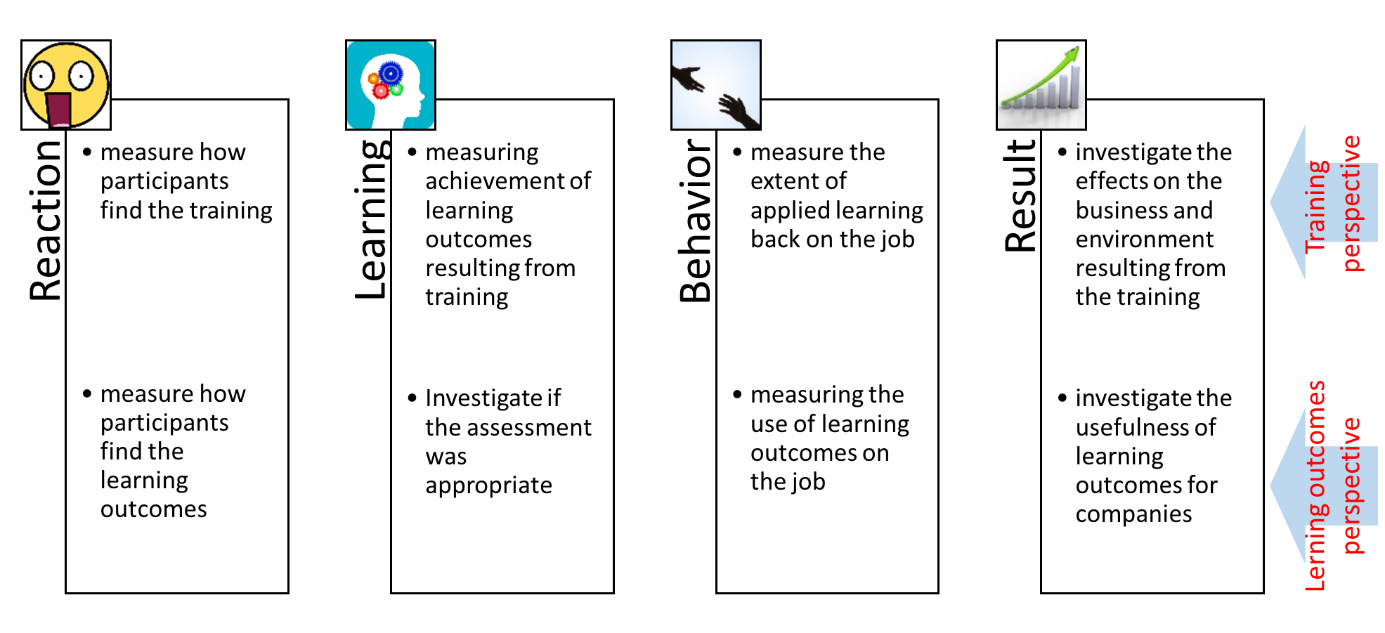 Reaction
• measure how
participants
find the training
• measure how
participants
find the
learning
outcomes
Learning
• measuring
achievement of
learning
outcomes
resulting from
training
• Investigate if
the assessment
was
appropriate
Behavior
• measure the
extent of
applied learning
back on the job
• measuring the
use of learning
outcomes on
the job
Result
• investigate the
effects on the
business and
environment
resulting from
the training
• investigate the
usefulness of
learning
outcomes for
companies
Training
perspective
Lerning outcomes
perspective